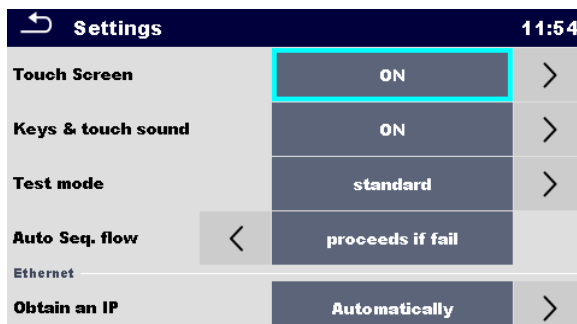 Settings 11:54
Touch Screen ON
Keys & touch sound ON
Test mode standard
Auto Seq. flow proceeds if fail
Ethernet
Obtain an IP Automatically